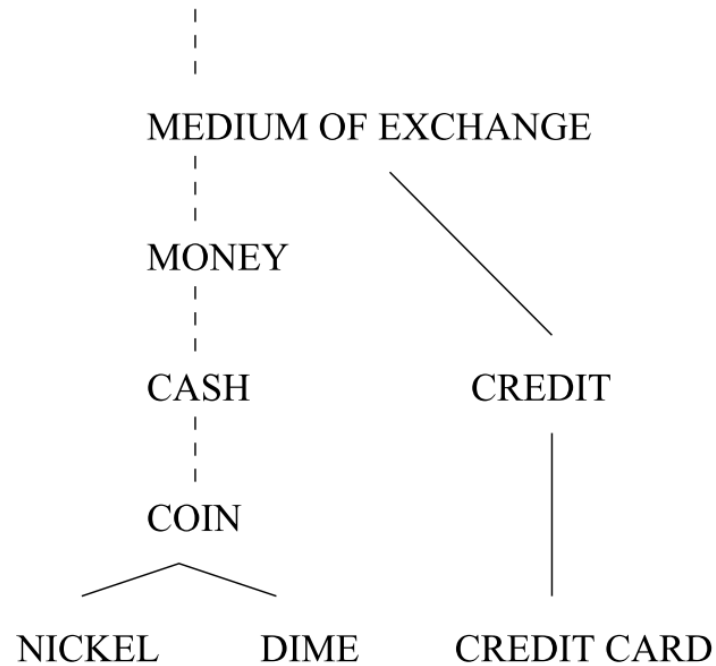 MEDIUM OF EXCHANGE
MONEY
CASH CREDIT
COIN
NICKEL DIME CREDIT CARD